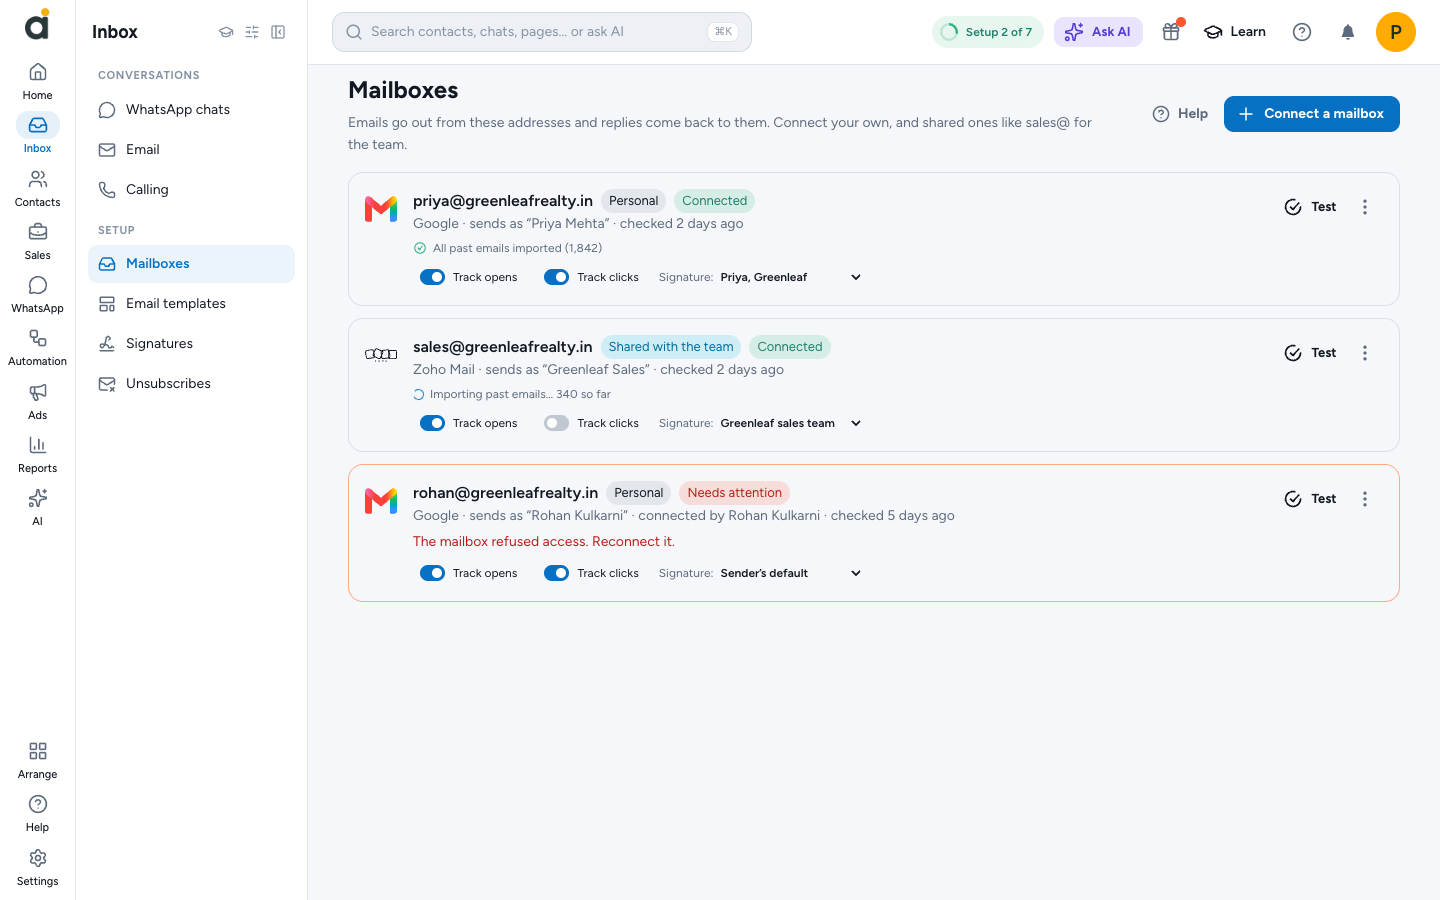 Inbox
Search contacts, chats, pages... or ask AI
⌘K
Setup 2 of 7
Ask AI
Learn
P
Home
Inbox
Contacts
Sales
WhatsApp
Automation
Ads
Reports
AI
Arrange
Help
Settings
CONVERSATIONS
WhatsApp chats
Email
Calling
SETUP
Mailboxes
Email templates
Signatures
Unsubscribes
Mailboxes
Emails go out from these addresses and replies come back to them. Connect your own, and shared ones like sales@ for
the team.
Help
Connect a mailbox
priya@greenleafrealty.in Personal Connected
Google · sends as “Priya Mehta” · checked 2 days ago
All past emails imported (1,842)
Track opens Track clicks Signature: Priya, Greenleaf
Test
sales@greenleafrealty.in Shared with the team Connected
Zoho Mail · sends as “Greenleaf Sales” · checked 2 days ago
Importing past emails... 340 so far
Track opens Track clicks Signature: Greenleaf sales team
Test
rohan@greenleafrealty.in Personal Needs attention
Google · sends as “Rohan Kulkarni” · connected by Rohan Kulkarni · checked 5 days ago
The mailbox refused access. Reconnect it.
Track opens Track clicks Signature: Sender’s default
Test